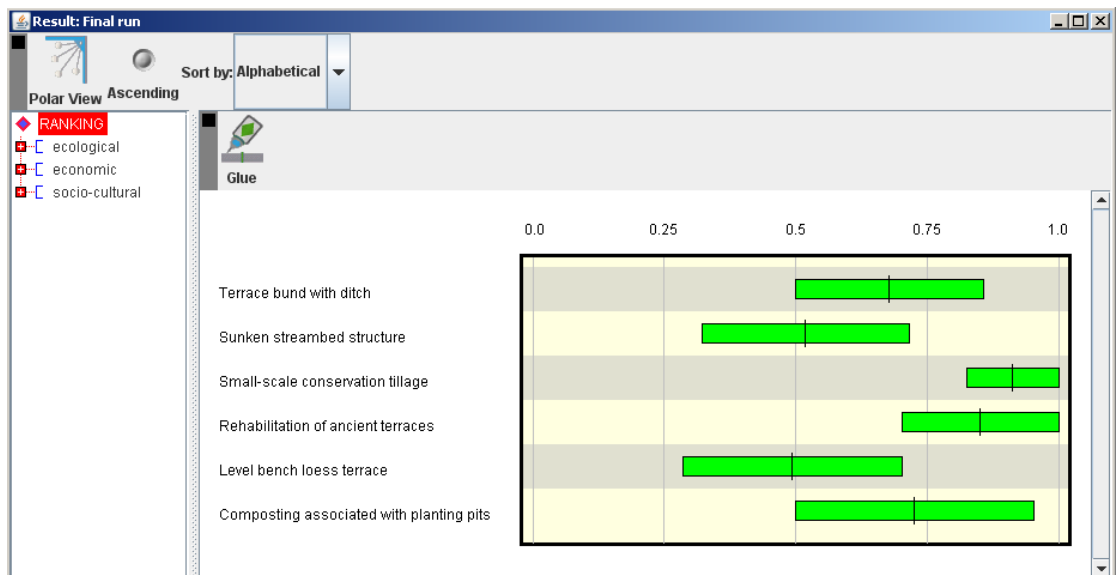 Result: Final run
Polar View
Ascending
Sort by: Alphabetical
RANKING
ecological
economic
socio-cultural
Glue
0.0 0.25 0.5 0.75 1.0
Terrace bund with ditch
Sunken streambed structure
Small-scale conservation tillage
Rehabilitation of ancient terraces
Level bench loess terrace
Composting associated with planting pits